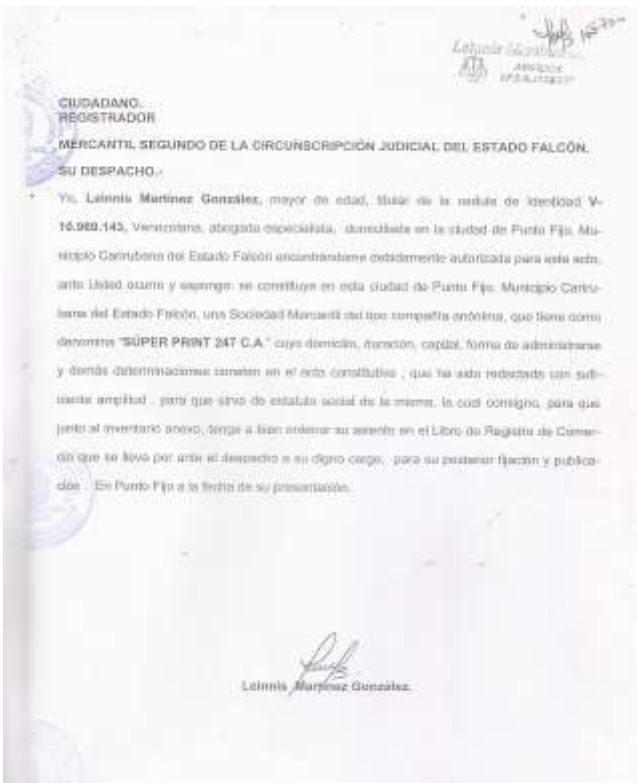 Leinnis Martínez
ABOGADOR
CIUDADANO.
REGISTRADOR
MERCANTIL SEGUNDO DE LA CIRCUNSCRIPCIÓN JUDICIAL DEL ESTADO FALCÓN.
SU DESPACHO.-
Yo, Leinnis Martínez González, mayor de edad, titular de la cedula de identidad V-
10.969.143, Venezolana, abogada especialista, domiciliada en la ciudad de Punto Fijo, Mu-
nicipio Carirubana del Estado Falcón encontrándome debidamente autorizada para este acto,
ante Usted ocurro y expongo: se constituye en esta ciudad de Punto Fijo, Municipio Cariru-
bana del Estado Falcón, una Sociedad Mercantil del tipo compañía anónima, que tiene como
denomina "SÚPER PRINT 247 C.A." cuyo domicilio, duración, capital, forma de administrarse
y demás determinaciones constan en el acta constitutiva , que ha sido redactada con sufi-
ciente amplitud , para que sirva de estatuto social de la misma, la cual consigno, para que
junto al inventario anexo, tenga a bien ordenar su asiento en el Libro de Registro de Comer-
cio que se lleva por ante el despacho a su digno cargo, para su posterior fijación y publica-
ción . En Punto Fijo a la fecha de su presentación.
Leinnis Martínez González.